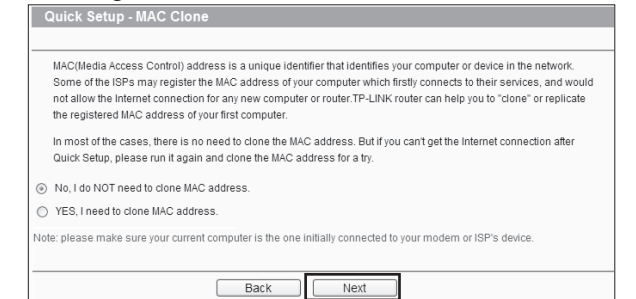 Quick Setup - MAC Clone
MAC(Media Access Control) address is a unique identifier that identifies your computer or device in the network.
Some of the ISPs may register the MAC address of your computer which firstly connects to their services, and would
not allow the Internet connection for any new computer or router.TP-LINK router can help you to "clone" or replicate
the registered MAC address of your first computer.
In most of the cases, there is no need to clone the MAC address. But if you can't get the Internet connection after
Quick Setup, please run it again and clone the MAC address for a try.
No, I do NOT need to clone MAC address.
YES, I need to clone MAC address.
Note: please make sure your current computer is the one initially connected to your modem or ISP's device.
Back Next